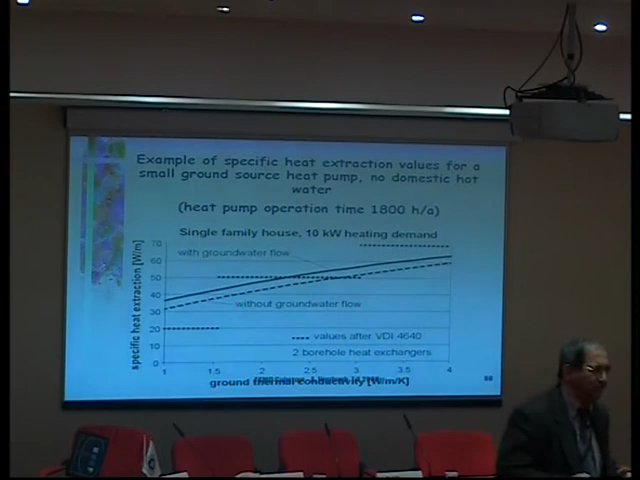 Example of specific heat extraction values for a
small ground source heat pump, no domestic hot
water
(heat pump operation time 1800 h/a)
Single family house, 10 kW heating demand
specific heat extraction [W/m]
70
60
50
40
30
20
10
0
with groundwater flow
without groundwater flow
values after VDI 4640
2 borehole heat exchangers
1 1.5 2 2.5 3 3.5 4
ground thermal conductivity [W/m/K]